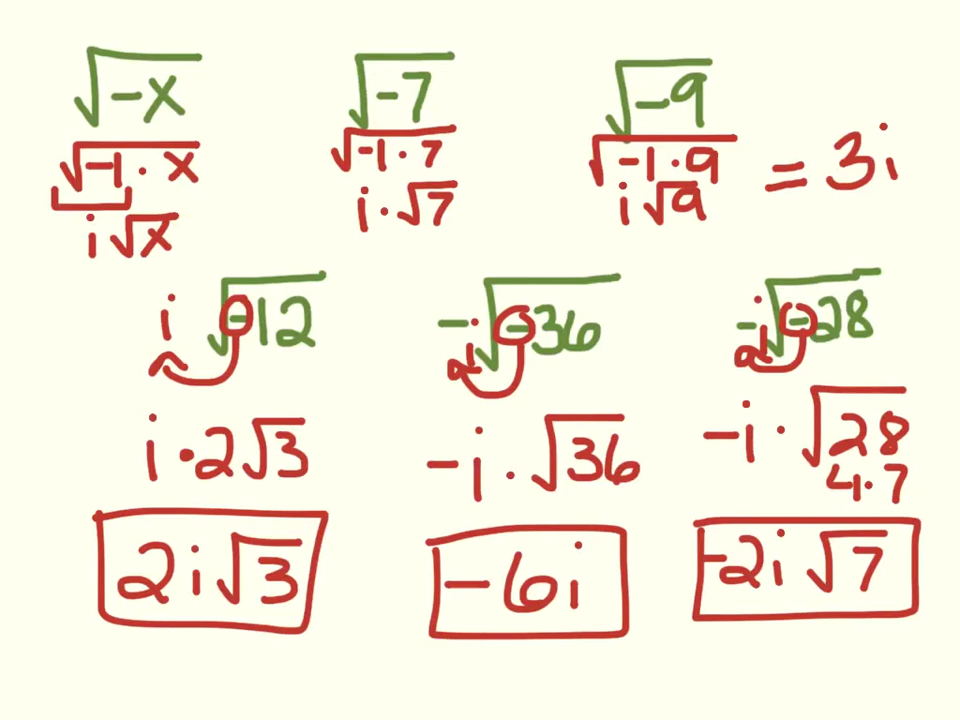 √-x √-7 √-9
√-1 · x √-1 · 7 √-1 · 9 = 3i
i√x i · √7 i√9
i √-12 -i√-36 -i√-28
i · 2√3 -i · √36 -i · √28
4 · 7
2i√3 -6i -2i√7